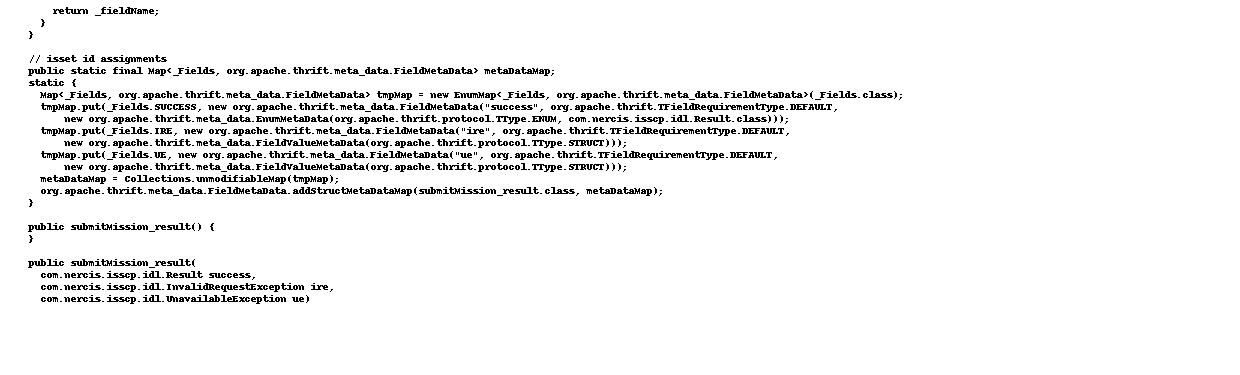 return _fieldName;
}
}
// isset id assignments
public static final Map<_Fields, org.apache.thrift.meta_data.FieldMetaData> metaDataMap;
static {
Map<_Fields, org.apache.thrift.meta_data.FieldMetaData> tmpMap = new EnumMap<_Fields, org.apache.thrift.meta_data.FieldMetaData>(_Fields.class);
tmpMap.put(_Fields.SUCCESS, new org.apache.thrift.meta_data.FieldMetaData("success", org.apache.thrift.TFieldRequirementType.DEFAULT,
new org.apache.thrift.meta_data.EnumMetaData(org.apache.thrift.protocol.TType.ENUM, com.nercis.isscp.idl.Result.class)));
tmpMap.put(_Fields.IRE, new org.apache.thrift.meta_data.FieldMetaData("ire", org.apache.thrift.TFieldRequirementType.DEFAULT,
new org.apache.thrift.meta_data.FieldValueMetaData(org.apache.thrift.protocol.TType.STRUCT)));
tmpMap.put(_Fields.UE, new org.apache.thrift.meta_data.FieldMetaData("ue", org.apache.thrift.TFieldRequirementType.DEFAULT,
new org.apache.thrift.meta_data.FieldValueMetaData(org.apache.thrift.protocol.TType.STRUCT)));
metaDataMap = Collections.unmodifiableMap(tmpMap);
org.apache.thrift.meta_data.FieldMetaData.addStructMetaDataMap(submitMission_result.class, metaDataMap);
}
public submitMission_result() {
}
public submitMission_result(
com.nercis.isscp.idl.Result success,
com.nercis.isscp.idl.InvalidRequestException ire,
com.nercis.isscp.idl.UnavailableException ue)